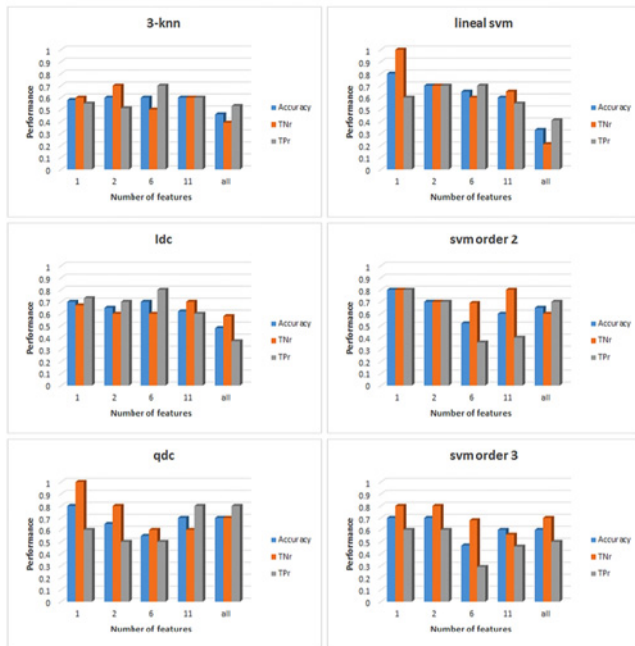 3-knn
Performance
1
0.9
0.8
0.7
0.6
0.5
0.4
0.3
0.2
0.1
0
1 2 6 11 all
Number of features
Accuracy
TNr
TPr
lineal svm
Performance
1
0.9
0.8
0.7
0.6
0.5
0.4
0.3
0.2
0.1
0
1 2 6 11 all
Number of features
Accuracy
TNr
TPr
ldc
Performance
1
0.9
0.8
0.7
0.6
0.5
0.4
0.3
0.2
0.1
0
1 2 6 11 all
Number of features
Accuracy
TNr
TPr
svm order 2
Performance
1
0.9
0.8
0.7
0.6
0.5
0.4
0.3
0.2
0.1
0
1 2 6 11 all
Number of features
Accuracy
TNr
TPr
qdc
Performance
1
0.9
0.8
0.7
0.6
0.5
0.4
0.3
0.2
0.1
0
1 2 6 11 all
Number of features
Accuracy
TNr
TPr
svm order 3
Performance
1
0.9
0.8
0.7
0.6
0.5
0.4
0.3
0.2
0.1
0
1 2 6 11 all
Number of features
Accuracy
TNr
TPr